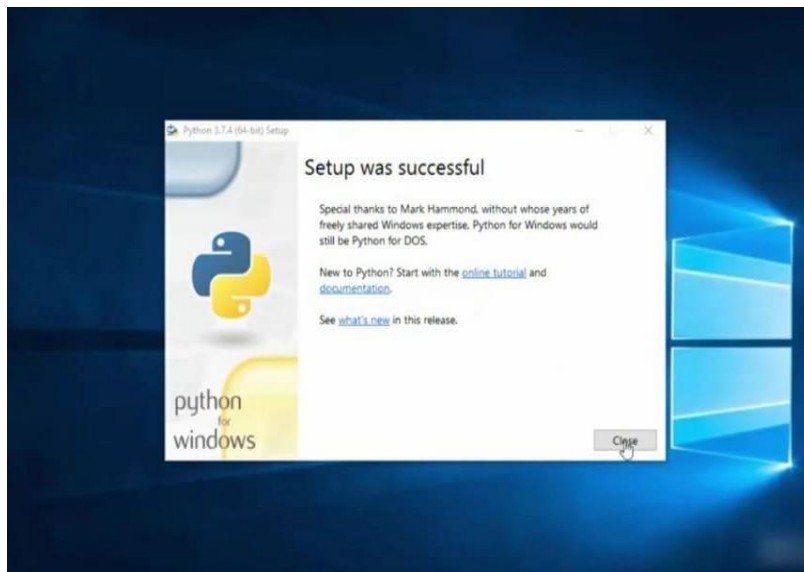 Python 3.7.4 (64-bit) Setup
Setup was successful
Special thanks to Mark Hammond, without whose years of
freely shared Windows expertise, Python for Windows would
still be Python for DOS.
New to Python? Start with the online tutorial and
documentation.
See what's new in this release.
python
for
windows
Close